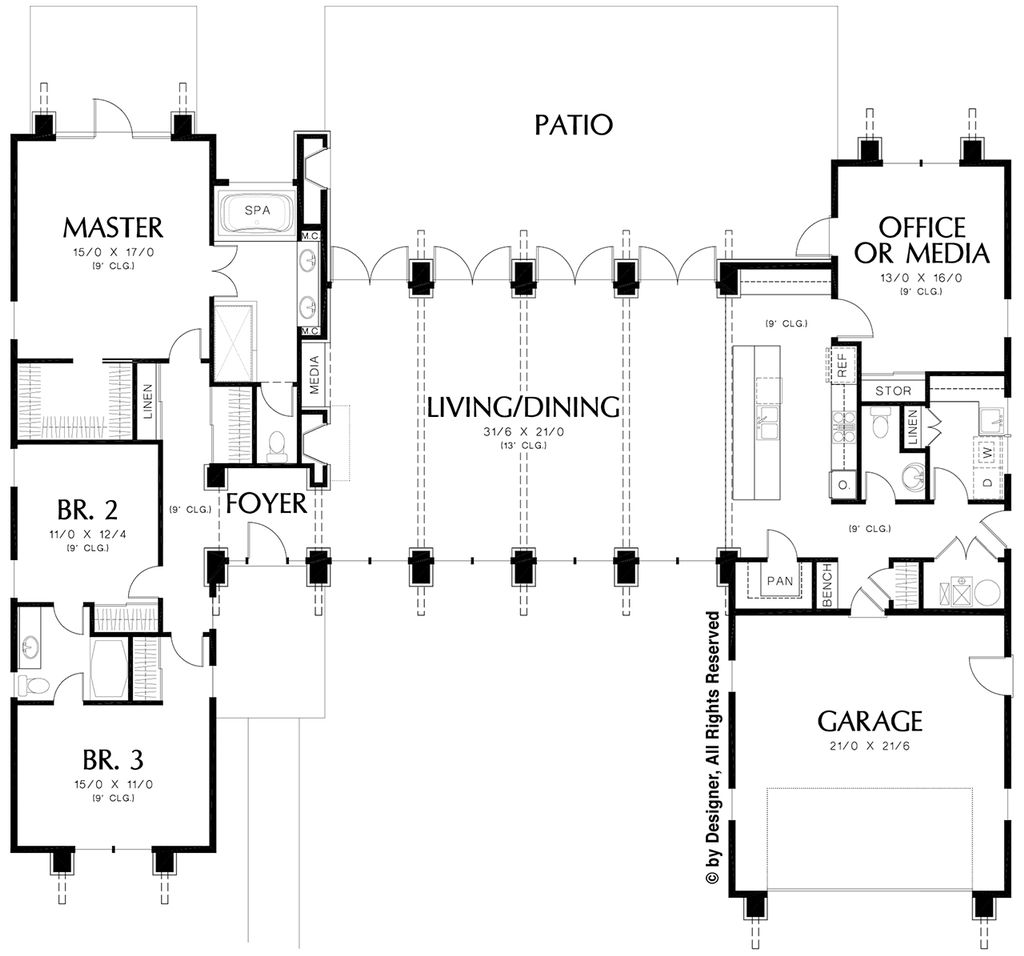 PATIO
MASTER
15/0 X 17/0
(9' CLG.)
SPA
M.C.
M.C.
OFFICE
OR MEDIA
13/0 X 16/0
(9' CLG.)
(9' CLG.)
REF
STOR
LINEN
MEDIA
LIVING/DINING
31/6 X 21/0
(13' CLG.)
LINEN
W
D
O.
BR. 2
11/0 X 12/4
(9' CLG.)
(9' CLG.)
FOYER
(9' CLG.)
PAN
BENCH
BR. 3
15/0 X 11/0
(9' CLG.)
GARAGE
21/0 X 21/6
© by Designer, All Rights Reserved